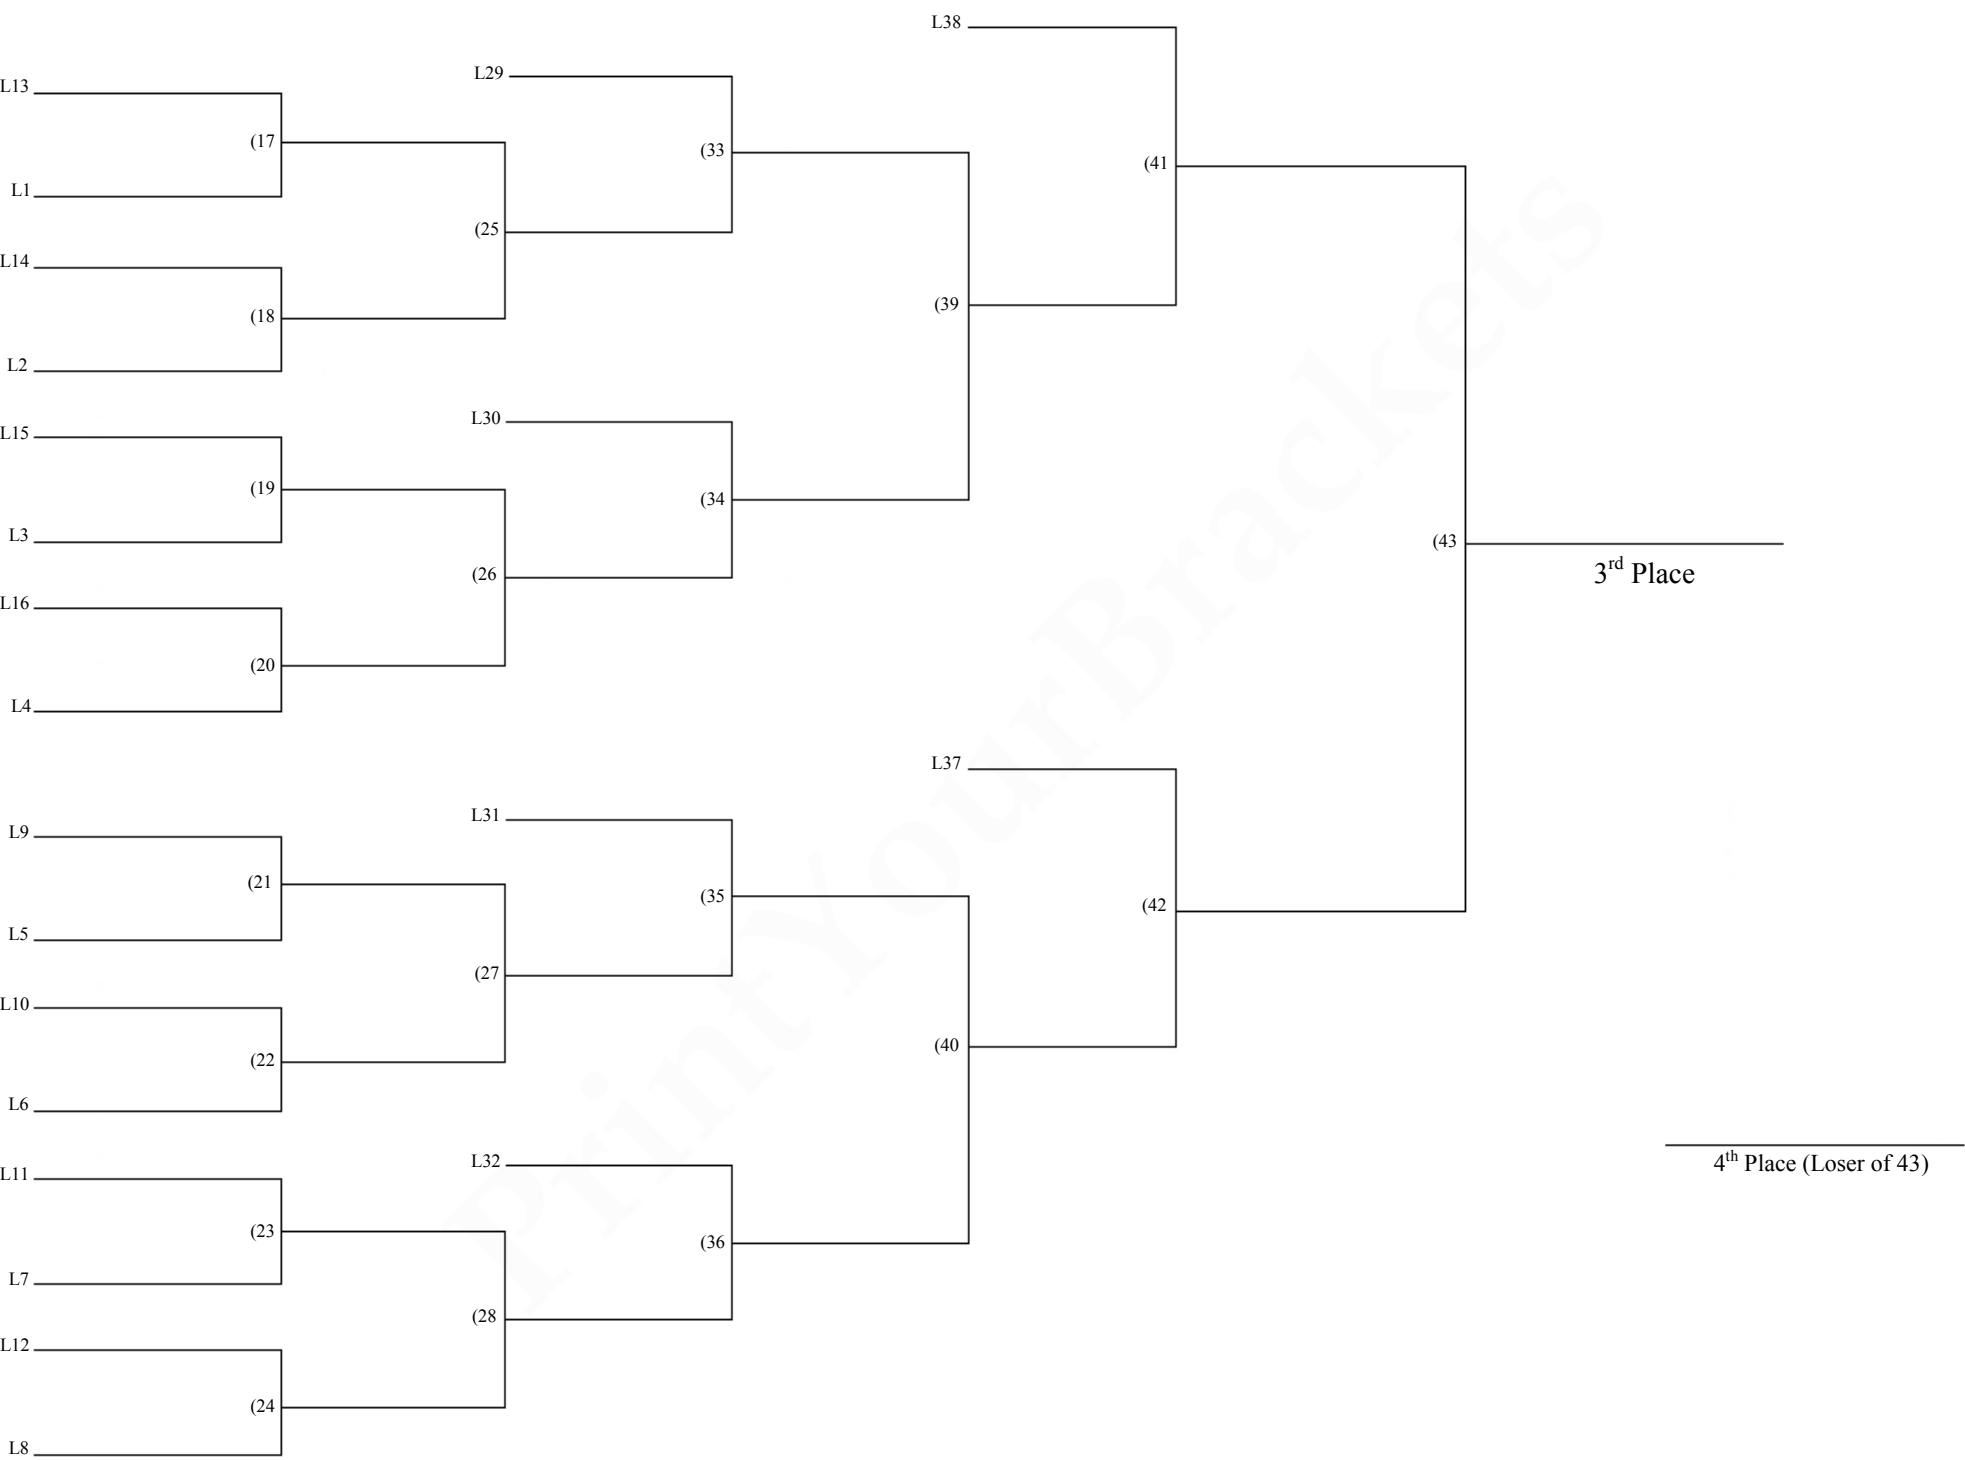 L38
L29
L13
(17
(33
(41
L1
(25
L14
(39
(18
L2
L30
L15
(19
(34
L3
(43
3rd Place
(26
L16
(20
L4
L37
L31
L9
(21
(35
(42
L5
(27
L10
(40
(22
L6
4th Place (Loser of 43)
L32
L11
(23
(36
L7
(28
L12
(24
L8
PrintYourBrackets